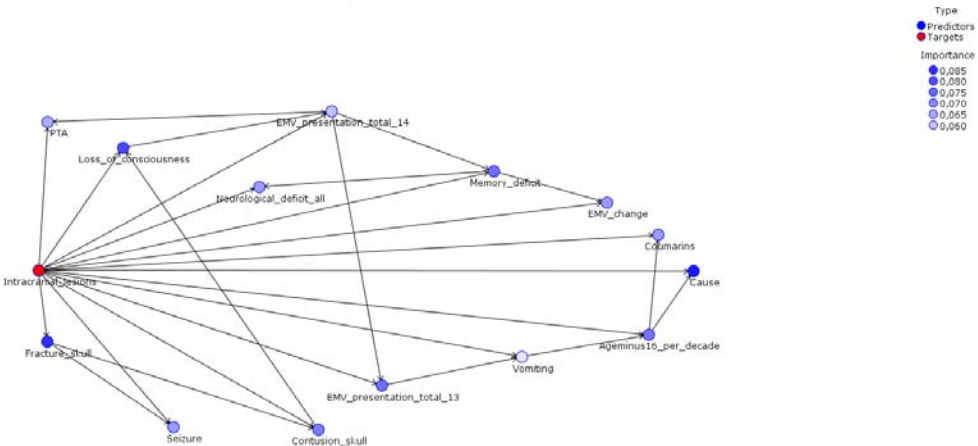 Type
Predictors
Targets
Importance
0,085
0,080
0,075
0,070
0,065
0,060
EMV_presentation_total_14
PTA
Loss_of_consciousness
Memory_deficit
Neurological_deficit_all
EMV_change
Coumarins
Intracranial_lesions
Cause
Fracture_skull
Ageminus16_per_decade
Vomiting
EMV_presentation_total_13
Seizure
Contusion_skull